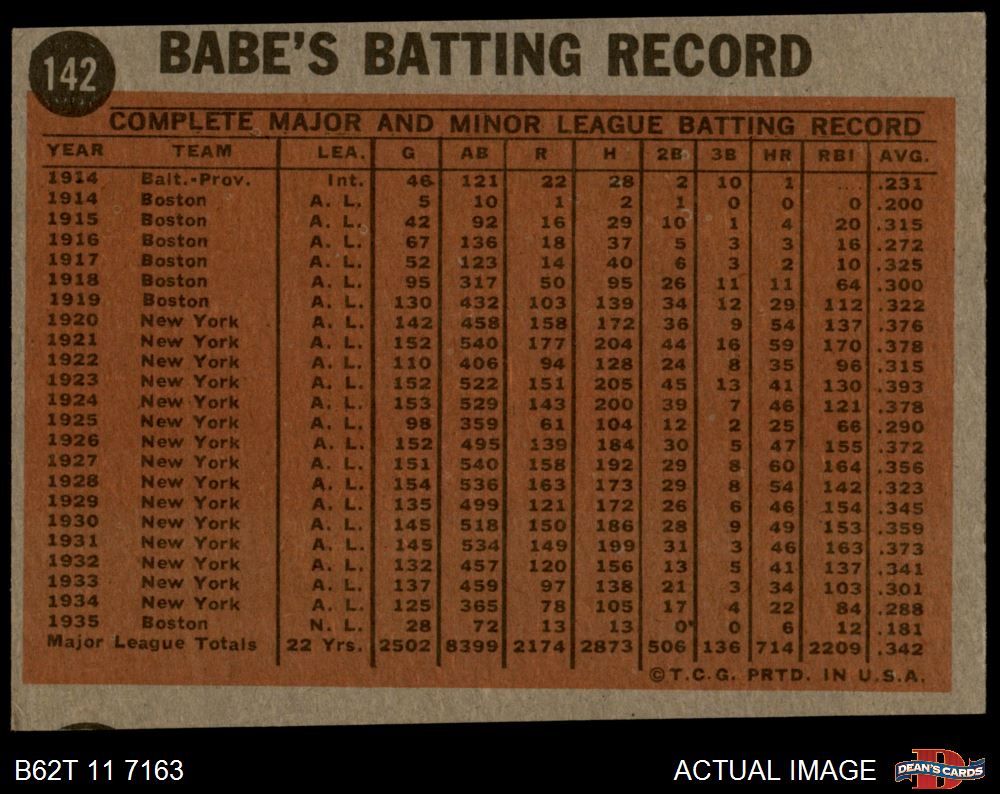 142
BABE'S BATTING RECORD
COMPLETE MAJOR AND MINOR LEAGUE BATTING RECORD
YEAR TEAM LEA. G AB R H 2B 3B HR RBI AVG.
1914 Balt.-Prov. Int. 46 121 22 28 2 10 1 .... .231
1914 Boston A. L. 5 10 1 2 1 0 0 0 .200
1915 Boston A. L. 42 92 16 29 10 1 4 20 .315
1916 Boston A. L. 67 136 18 37 5 3 3 16 .272
1917 Boston A. L. 52 123 14 40 6 3 2 10 .325
1918 Boston A. L. 95 317 50 95 26 11 11 64 .300
1919 Boston A. L. 130 432 103 139 34 12 29 112 .322
1920 New York A. L. 142 458 158 172 36 9 54 137 .376
1921 New York A. L. 152 540 177 204 44 16 59 170 .378
1922 New York A. L. 110 406 94 128 24 8 35 96 .315
1923 New York A. L. 152 522 151 205 45 13 41 130 .393
1924 New York A. L. 153 529 143 200 39 7 46 121 .378
1925 New York A. L. 98 359 61 104 12 2 25 66 .290
1926 New York A. L. 152 495 139 184 30 5 47 155 .372
1927 New York A. L. 151 540 158 192 29 8 60 164 .356
1928 New York A. L. 154 536 163 173 29 8 54 142 .323
1929 New York A. L. 135 499 121 172 26 6 46 154 .345
1930 New York A. L. 145 518 150 186 28 9 49 153 .359
1931 New York A. L. 145 534 149 199 31 3 46 163 .373
1932 New York A. L. 132 457 120 156 13 5 41 137 .341
1933 New York A. L. 137 459 97 138 21 3 34 103 .301
1934 New York A. L. 125 365 78 105 17 4 22 84 .288
1935 Boston N. L. 28 72 13 13 0 0 6 12 .181
Major League Totals 22 Yrs. 2502 8399 2174 2873 506 136 714 2209 .342
©T.C.G. PRTD. IN U.S.A.
B62T 11 7163
ACTUAL IMAGE
DEAN'S CARDS